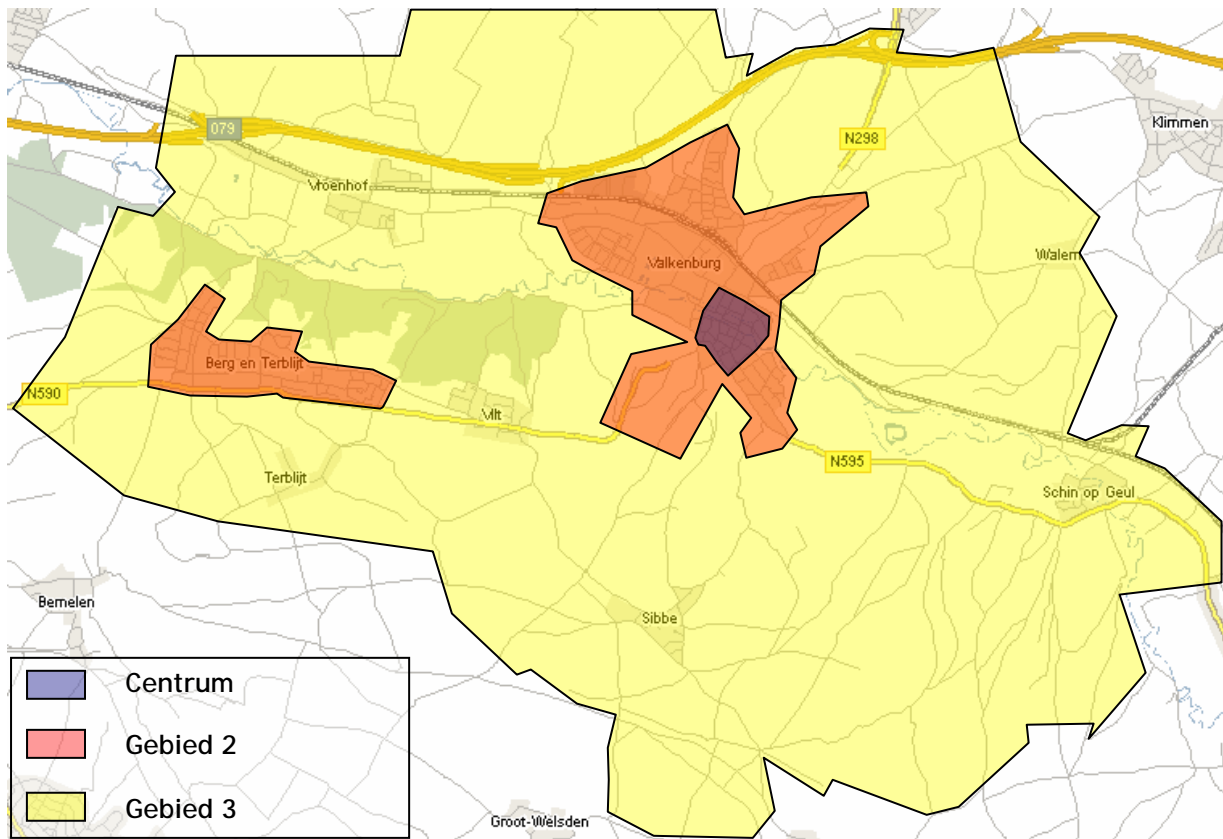 Klimmen
079
N298
Vroenhof
Walem
Valkenburg
Berg en Terblijt
N590
Vilt
N595
Terblijt
Schin op Geul
Bemelen
Sibbe
Centrum
Gebied 2
Gebied 3
Groot-Welsden